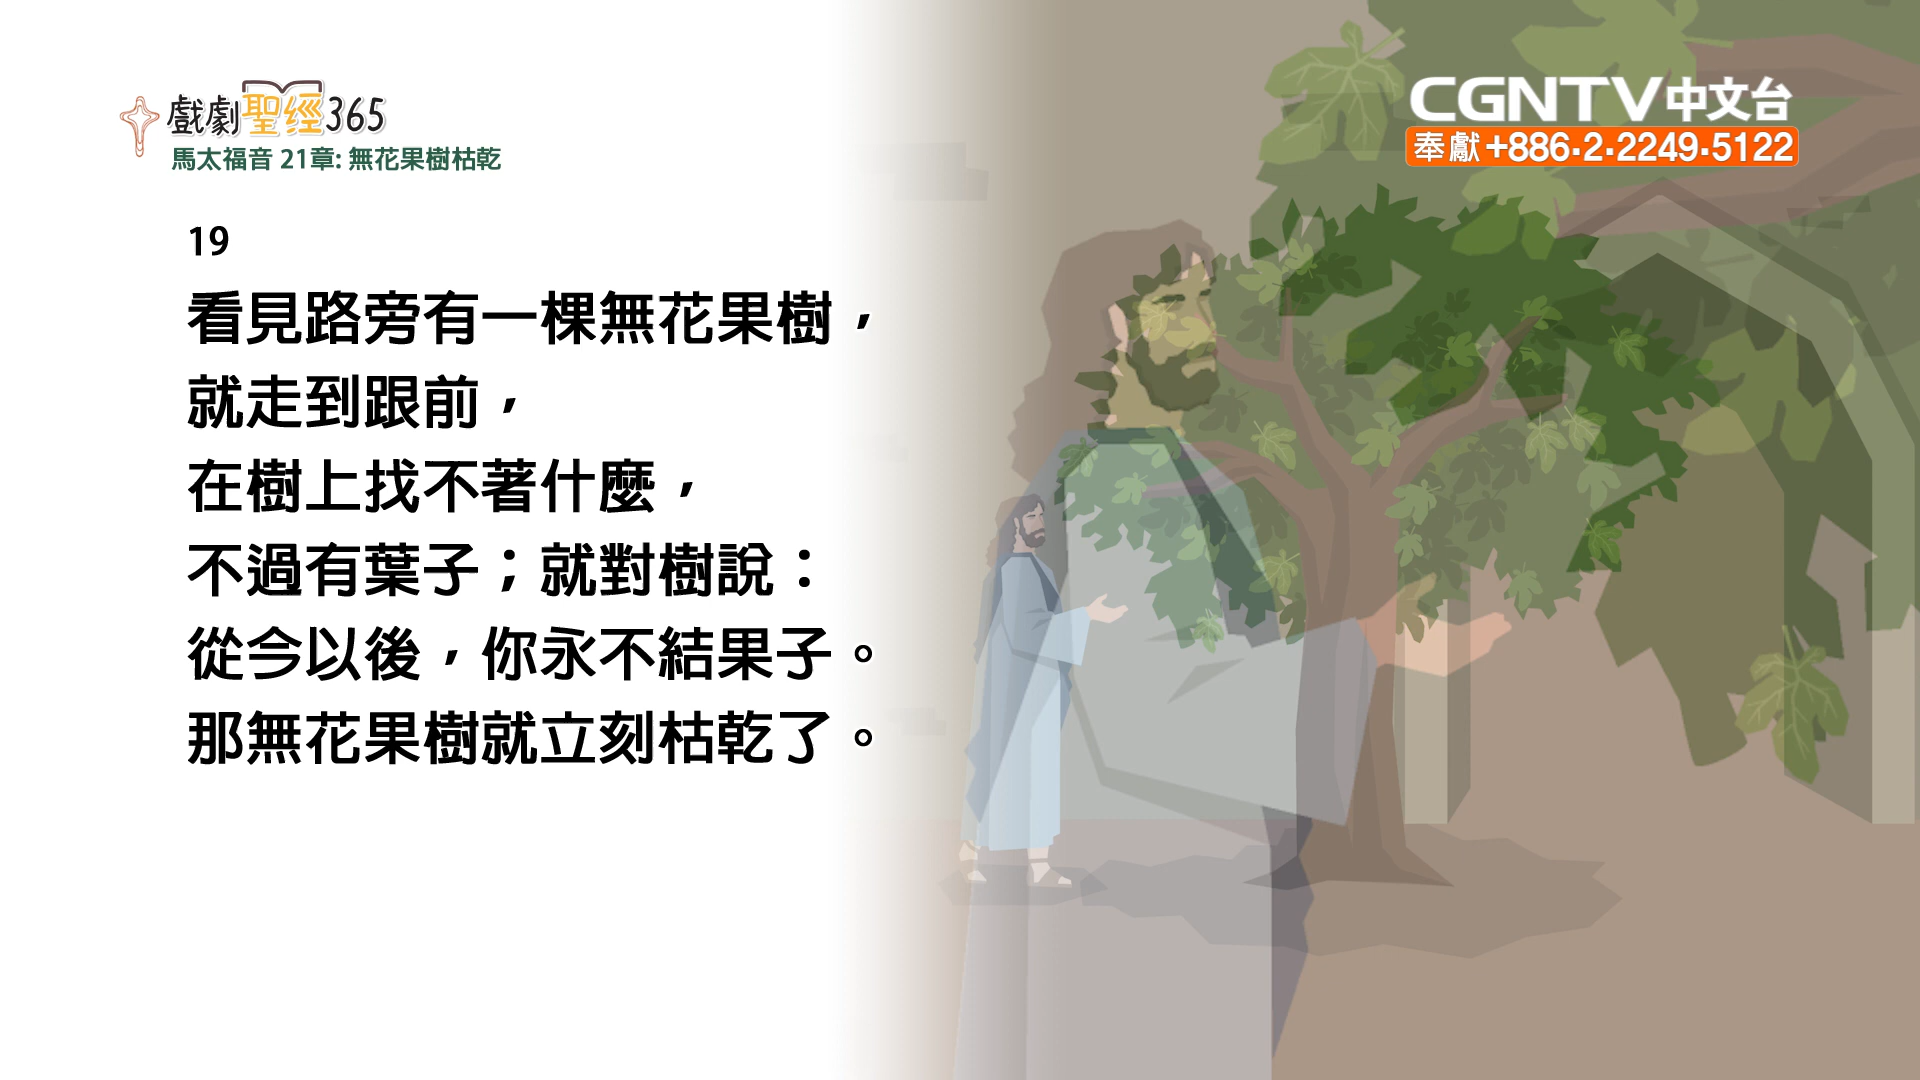 戲劇聖經365
馬太福音 21章: 無花果樹枯乾
CGNTV中文台
奉獻 +886·2·2249·5122
19
看見路旁有一棵無花果樹，
就走到跟前，
在樹上找不著什麼，
不過有葉子；就對樹說：
從今以後，你永不結果子。
那無花果樹就立刻枯乾了。